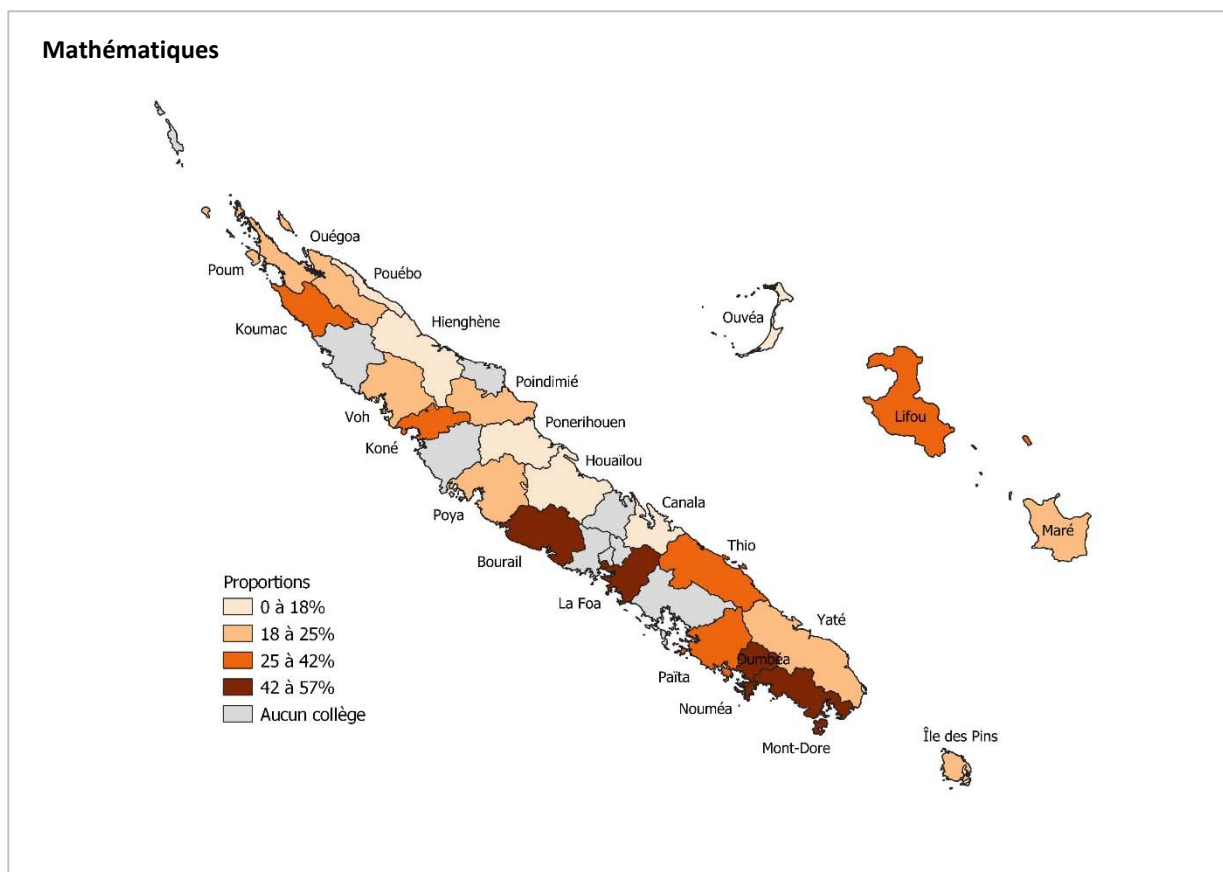 Mathématiques
Ouégoa
Poum
Pouébo
Koumac
Hienghène
Ouvéa
Poindimié
Voh
Ponerihouen
Lifou
Koné
Houaïlou
Poya
Canala
Maré
Bourail
Thio
La Foa
Yaté
Dumbéa
Païta
Nouméa
Mont-Dore
Île des Pins
Proportions
0 à 18%
18 à 25%
25 à 42%
42 à 57%
Aucun collège